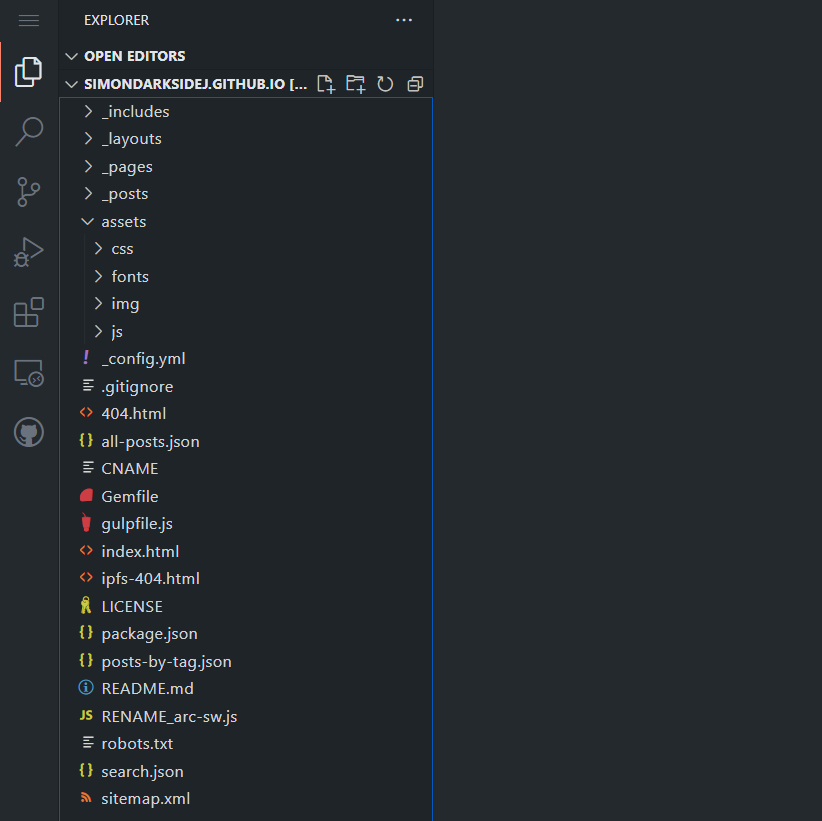 EXPLORER
OPEN EDITORS
SIMONDARKSIDEJ.GITHUB.IO [...
_includes
_layouts
_pages
_posts
assets
css
fonts
img
js
! _config.yml
.gitignore
<> 404.html
{} all-posts.json
CNAME
Gemfile
gulpfile.js
<> index.html
<> ipfs-404.html
LICENSE
{} package.json
{} posts-by-tag.json
README.md
JS RENAME_arc-sw.js
robots.txt
{} search.json
sitemap.xml